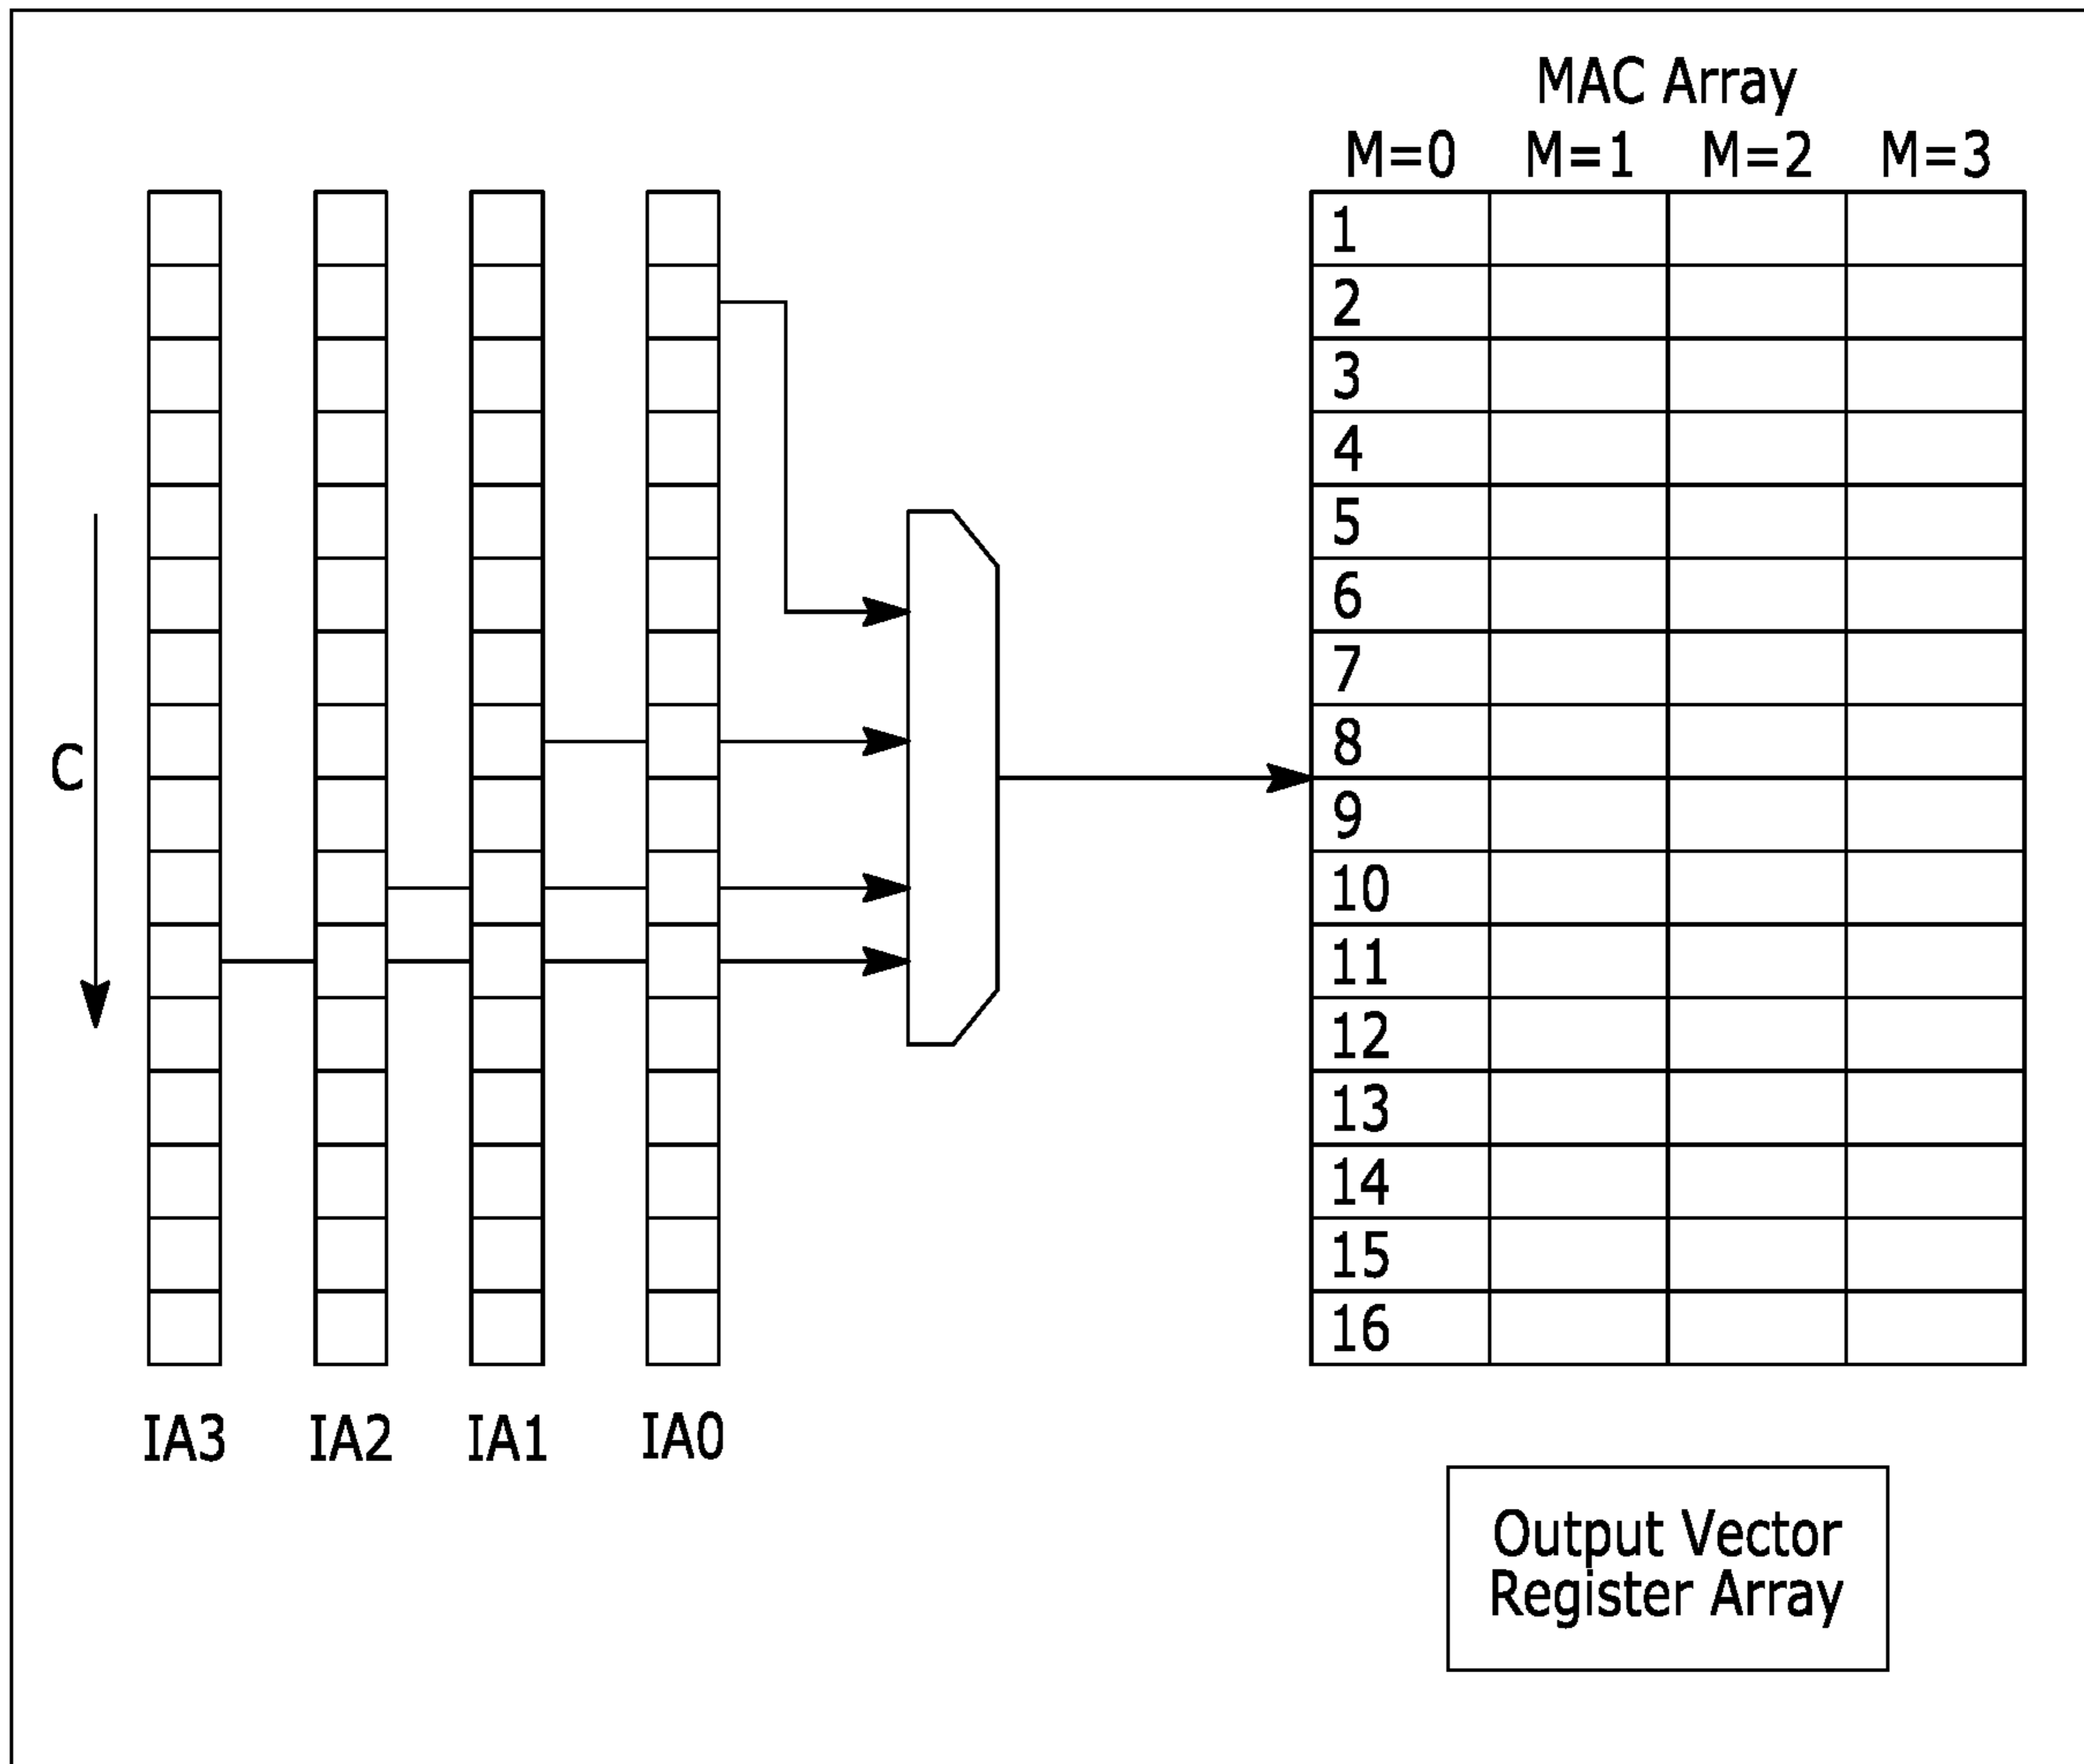 MAC Array
M=0 M=1 M=2 M=3
1
2
3
4
5
6
7
8
9
10
11
12
13
14
15
16
C
IA3 IA2 IA1 IA0
Output Vector
Register Array